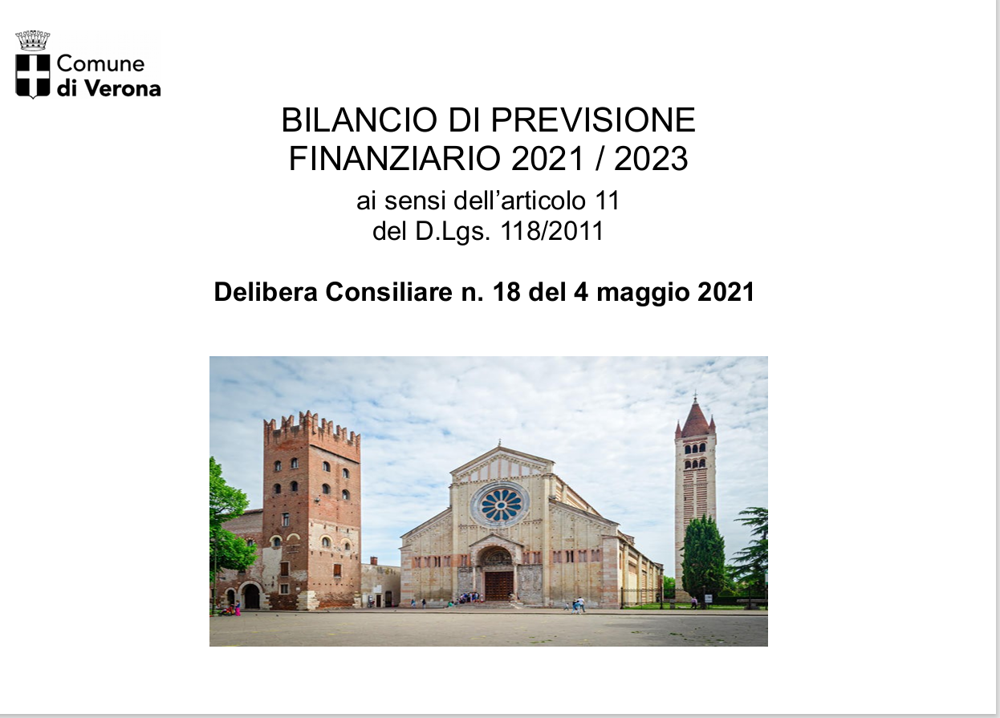 Comune
di Verona
BILANCIO DI PREVISIONE
FINANZIARIO 2021 / 2023
ai sensi dell’articolo 11
del D.Lgs. 118/2011
Delibera Consiliare n. 18 del 4 maggio 2021